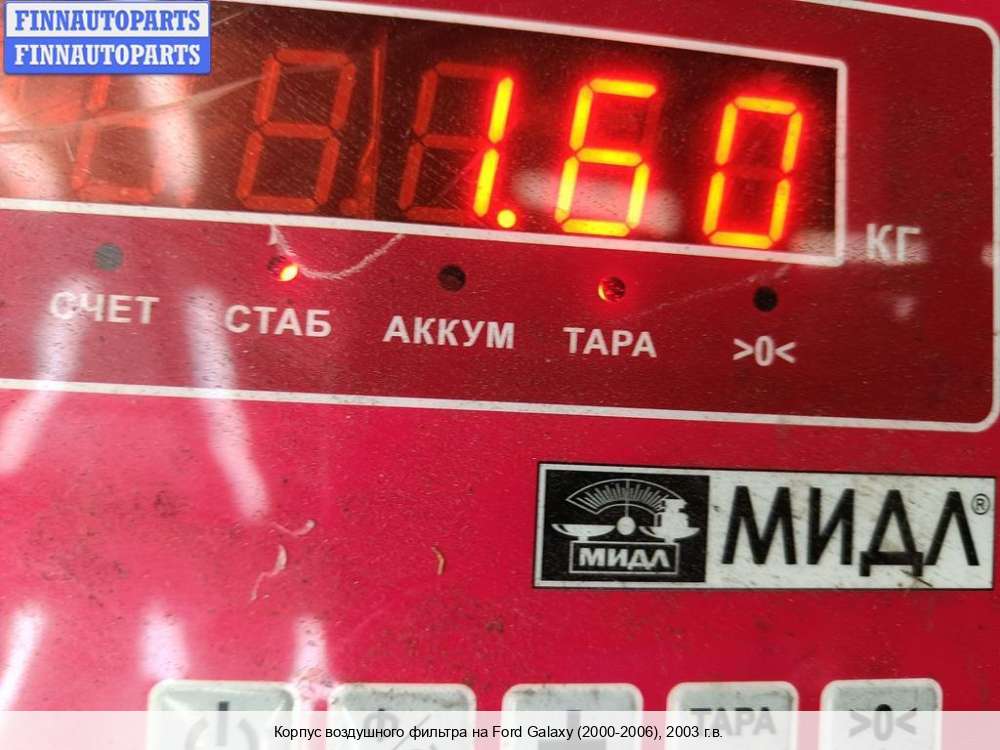 FINNAUTOPARTS
FINNAUTOPARTS
1.60
КГ
СЧЕТ СТАБ АККУМ ТАРА >0<
МИДЛ МИДЛ®
ТАРА >0<
Корпус воздушного фильтра на Ford Galaxy (2000-2006), 2003 г.в.